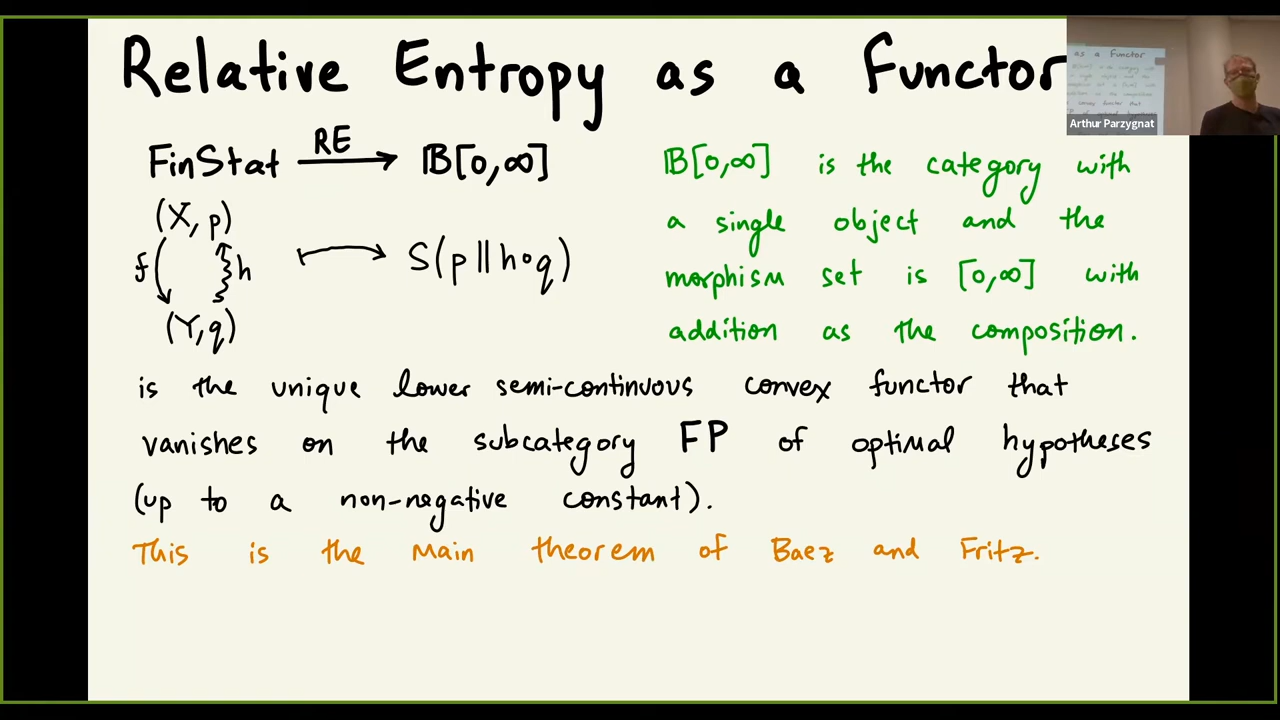 Relative Entropy as a Functor
FinStat RE→ 𝔹[0,∞]
(X, p)
f h ↦ S(p || h∘q)
(Y, q)
𝔹[0,∞] is the category with
a single object and the
morphism set is [0,∞] with
addition as the composition.
is the unique lower semi-continuous convex functor that
vanishes on the subcategory FP of optimal hypotheses
(up to a non-negative constant).
This is the main theorem of Baez and Fritz.
Arthur Parzygnat